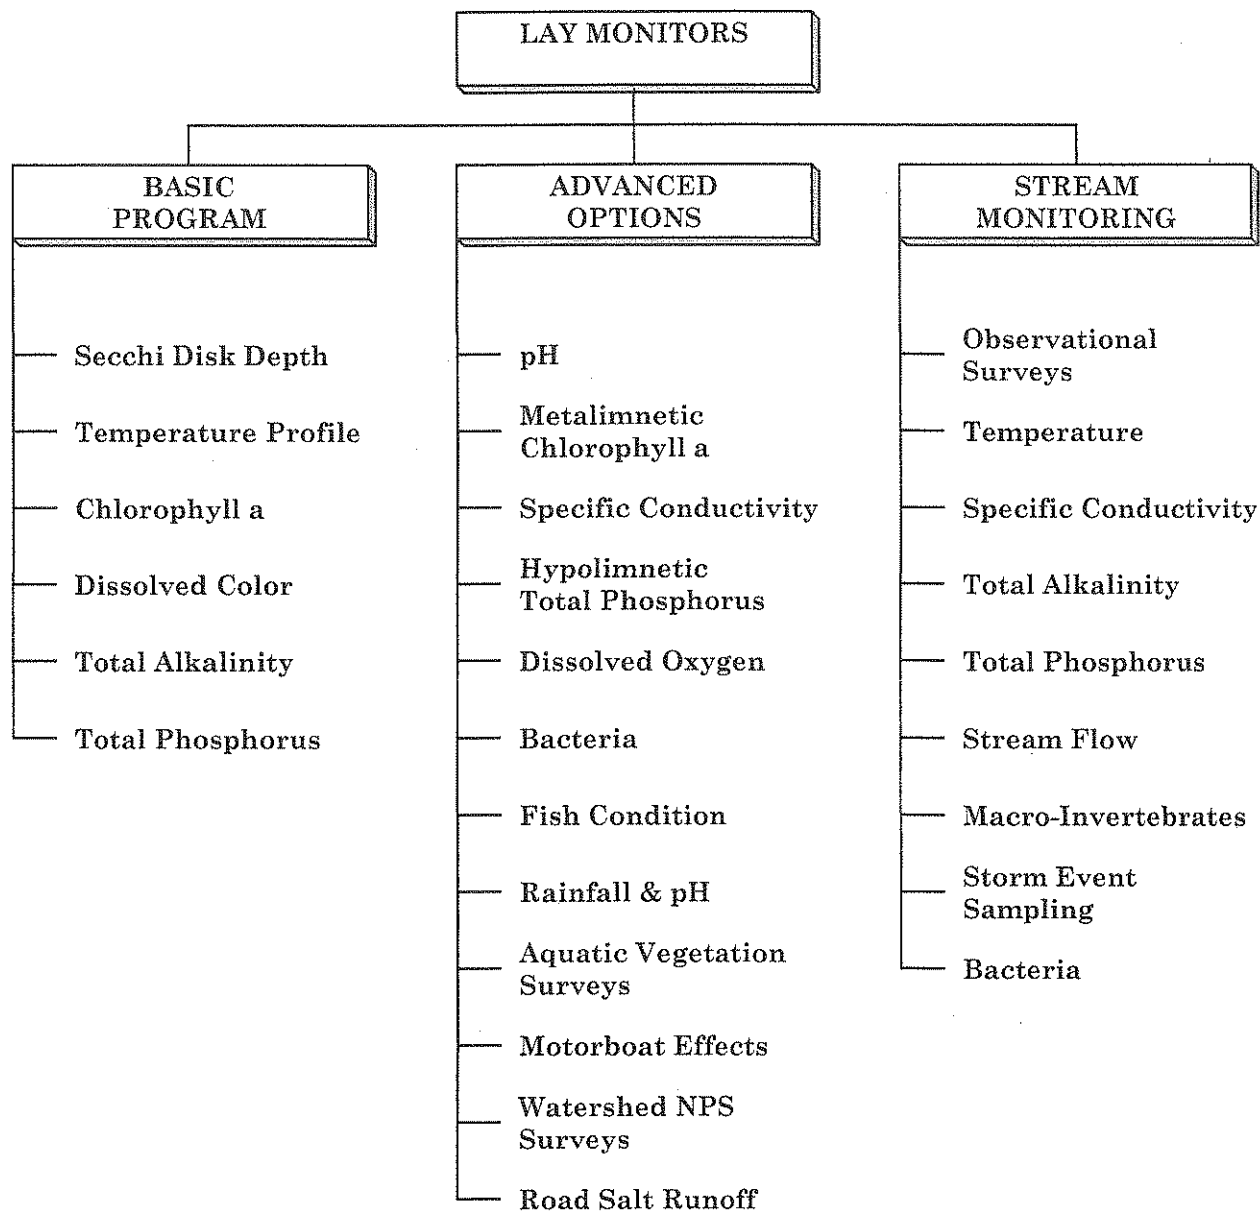 LAY MONITORS
BASIC
PROGRAM
Secchi Disk Depth
Temperature Profile
Chlorophyll a
Dissolved Color
Total Alkalinity
Total Phosphorus
ADVANCED
OPTIONS
pH
Metalimnetic
Chlorophyll a
Specific Conductivity
Hypolimnetic
Total Phosphorus
Dissolved Oxygen
Bacteria
Fish Condition
Rainfall & pH
Aquatic Vegetation
Surveys
Motorboat Effects
Watershed NPS
Surveys
Road Salt Runoff
STREAM
MONITORING
Observational
Surveys
Temperature
Specific Conductivity
Total Alkalinity
Total Phosphorus
Stream Flow
Macro-Invertebrates
Storm Event
Sampling
Bacteria